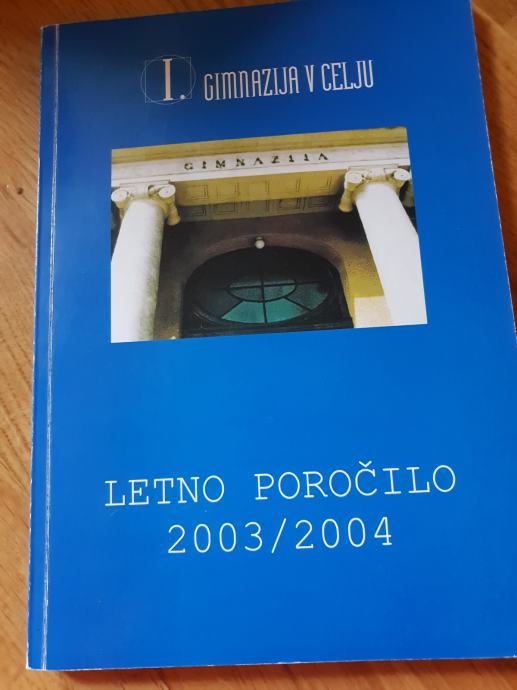 I. GIMNAZIJA V CELJU
GIMNAZIJA
LETNO POROČILO
2003/2004